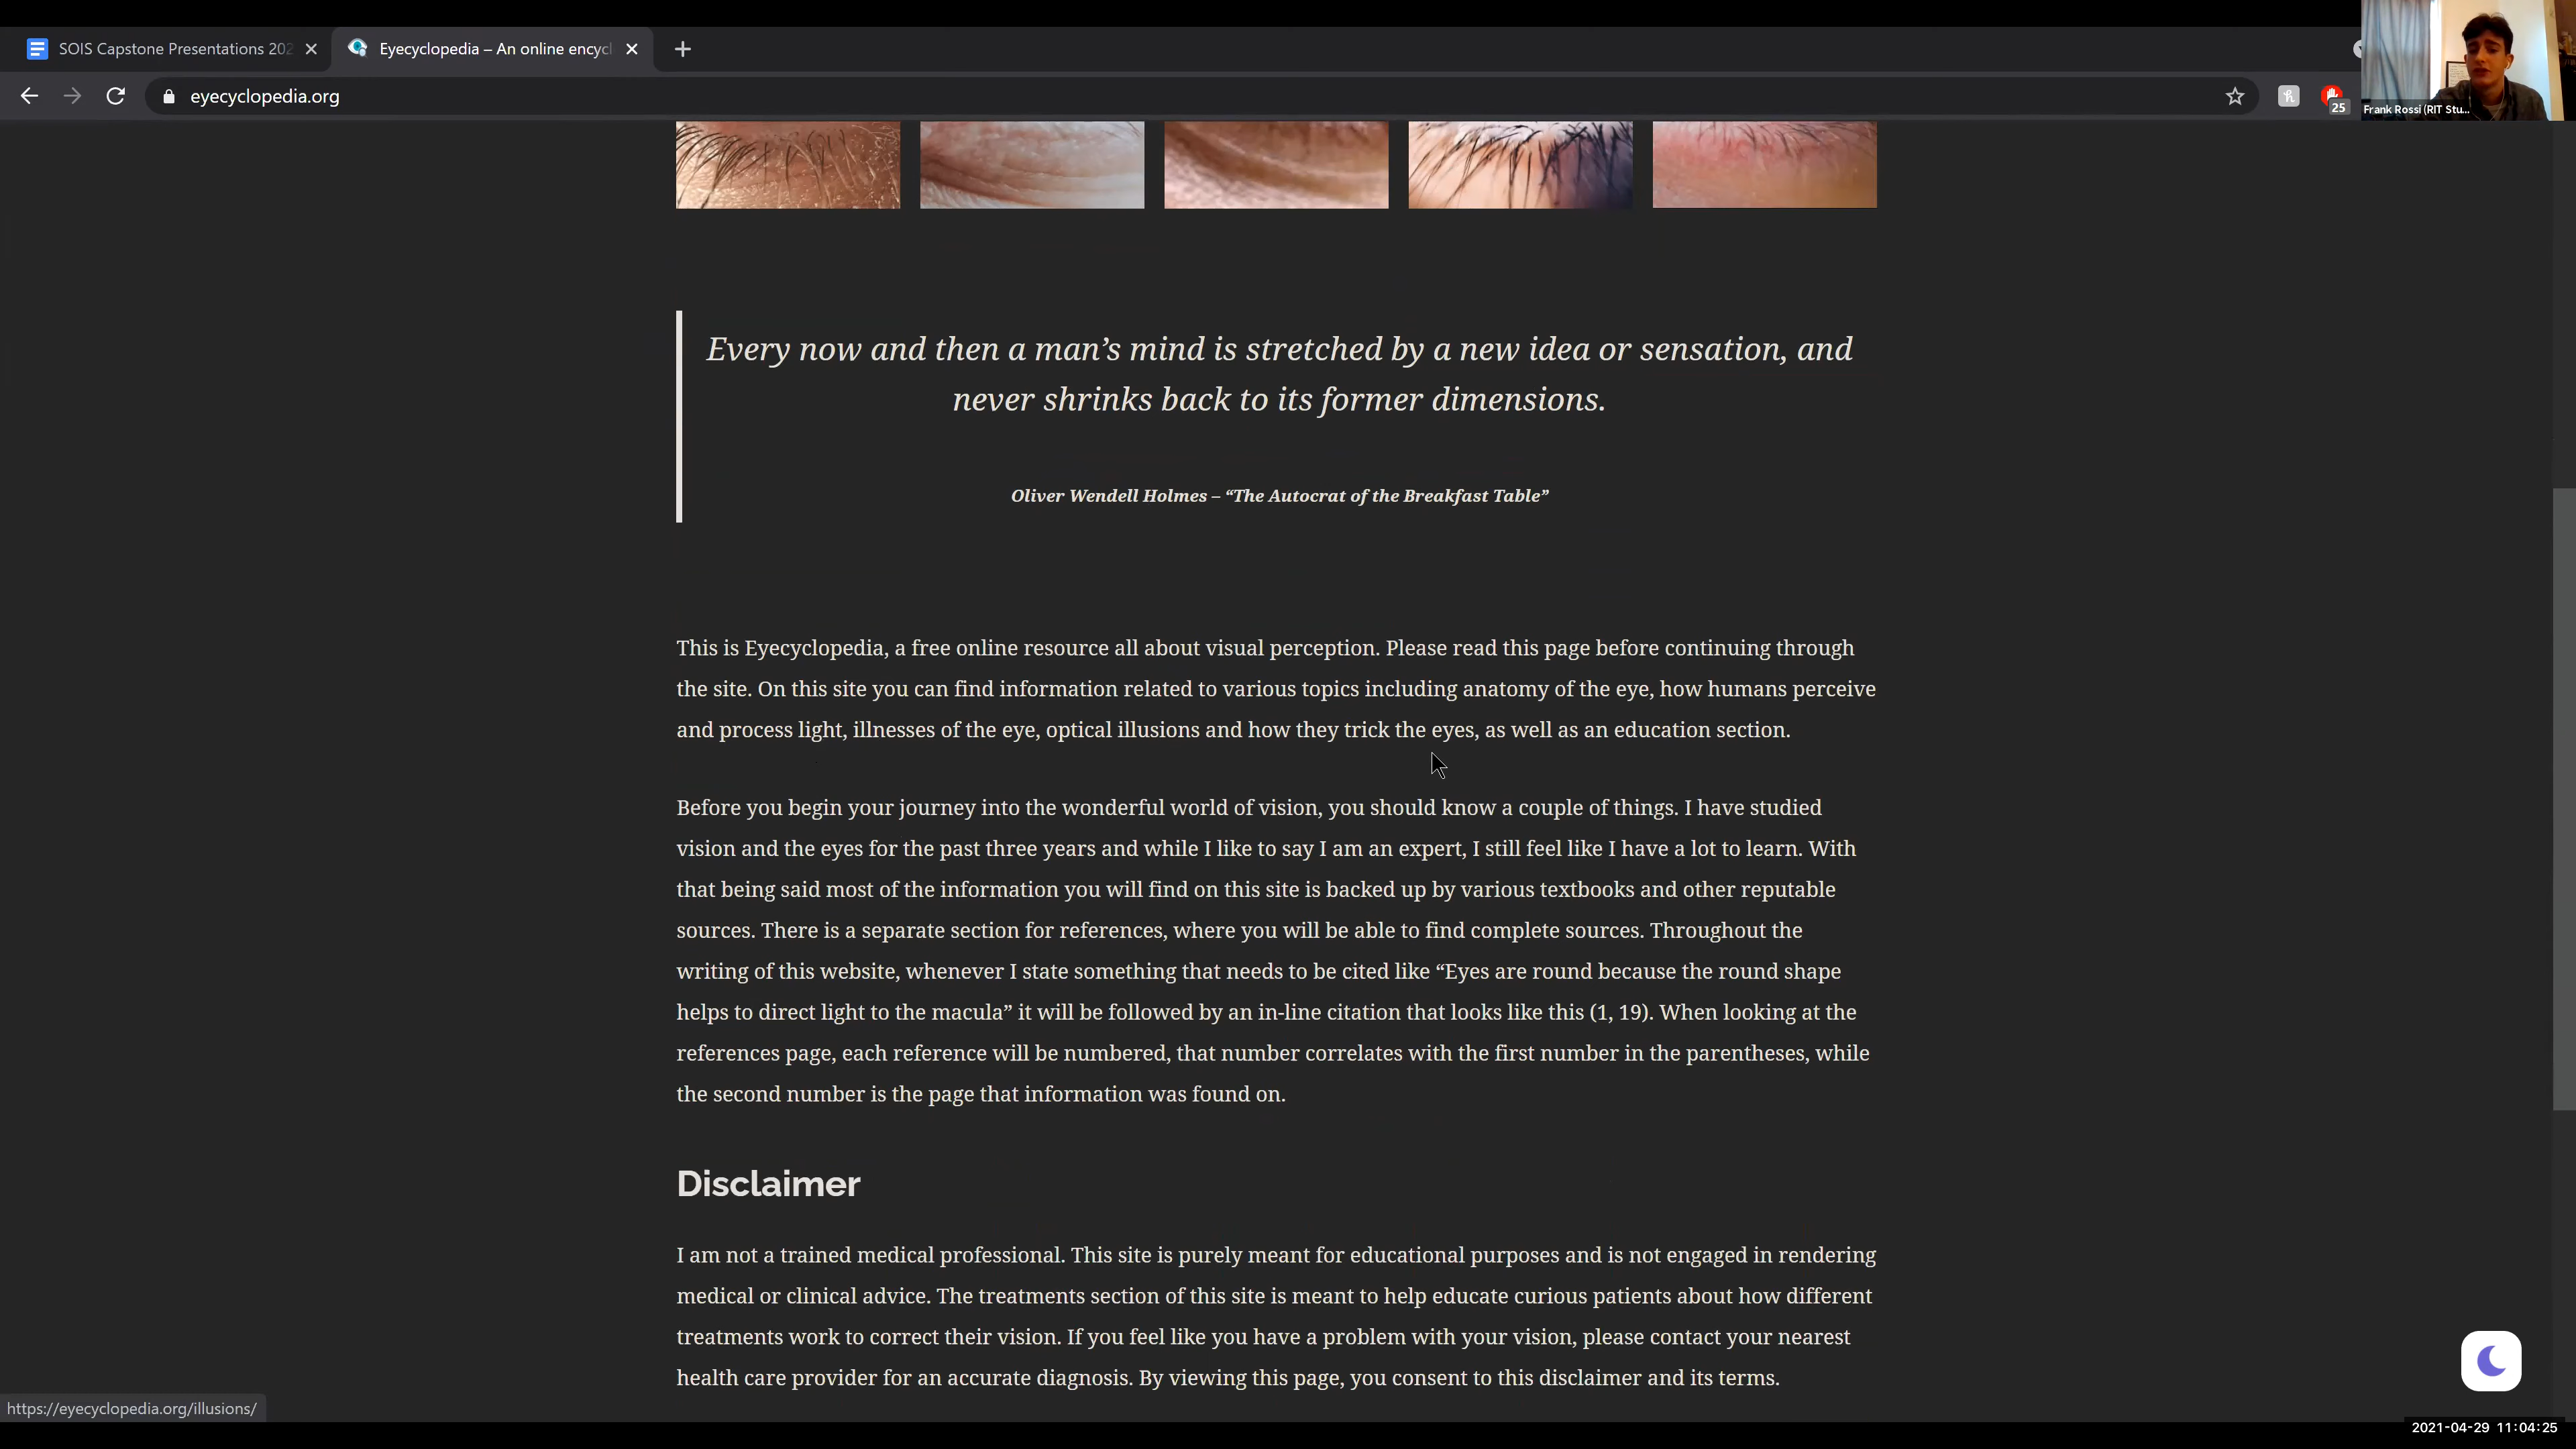 SOIS Capstone Presentations 202
Eyecyclopedia – An online encycl
eyecyclopedia.org
25
Frank Rossi (RIT Stu...
Every now and then a man’s mind is stretched by a new idea or sensation, and
never shrinks back to its former dimensions.
Oliver Wendell Holmes – “The Autocrat of the Breakfast Table”
This is Eyecyclopedia, a free online resource all about visual perception. Please read this page before continuing through
the site. On this site you can find information related to various topics including anatomy of the eye, how humans perceive
and process light, illnesses of the eye, optical illusions and how they trick the eyes, as well as an education section.
Before you begin your journey into the wonderful world of vision, you should know a couple of things. I have studied
vision and the eyes for the past three years and while I like to say I am an expert, I still feel like I have a lot to learn. With
that being said most of the information you will find on this site is backed up by various textbooks and other reputable
sources. There is a separate section for references, where you will be able to find complete sources. Throughout the
writing of this website, whenever I state something that needs to be cited like “Eyes are round because the round shape
helps to direct light to the macula” it will be followed by an in-line citation that looks like this (1, 19). When looking at the
references page, each reference will be numbered, that number correlates with the first number in the parentheses, while
the second number is the page that information was found on.
Disclaimer
I am not a trained medical professional. This site is purely meant for educational purposes and is not engaged in rendering
medical or clinical advice. The treatments section of this site is meant to help educate curious patients about how different
treatments work to correct their vision. If you feel like you have a problem with your vision, please contact your nearest
health care provider for an accurate diagnosis. By viewing this page, you consent to this disclaimer and its terms.
https://eyecyclopedia.org/illusions/
2021-04-29 11:04:25